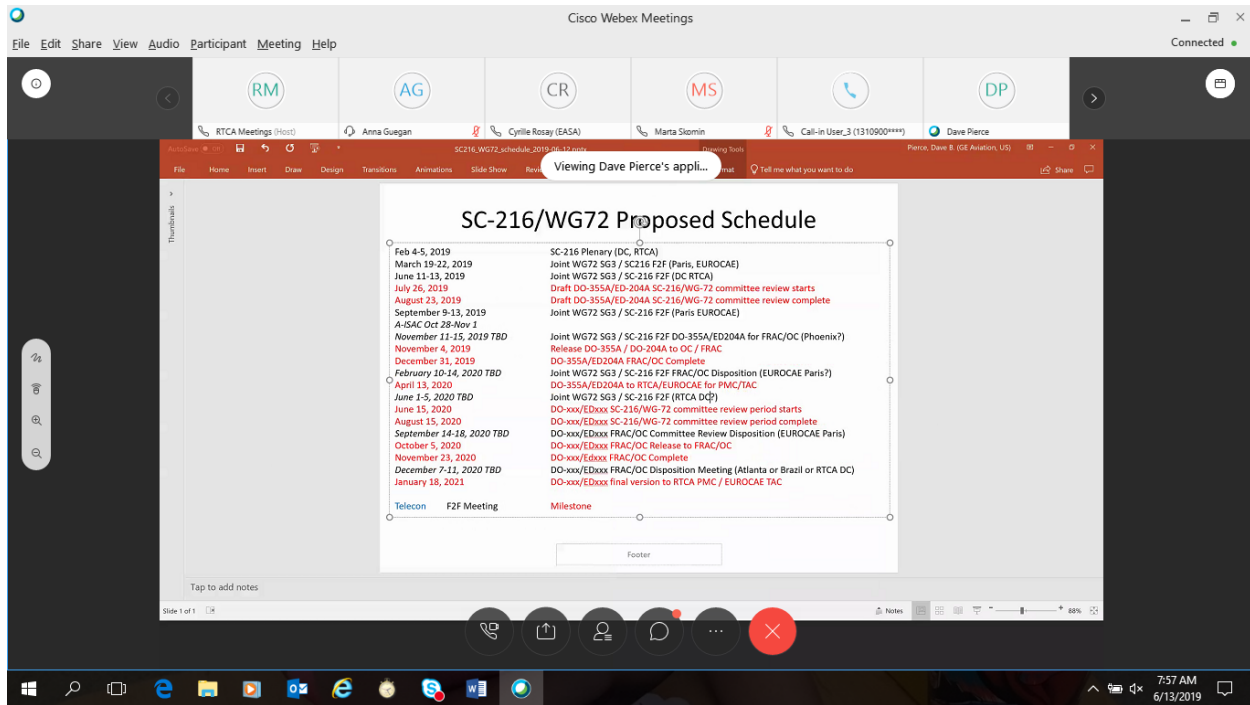 Cisco Webex Meetings
File Edit Share View Audio Participant Meeting Help
Connected
RM AG CR MS DP
RTCA Meetings (Host) Anna Guegan Cyrille Rosay (EASA) Marta Skomin Call-in User_3 (1310900****) Dave Pierce
AutoSave Off SC216_WG72_schedule_2019-06-12.pptx Drawing Tools Pierce, Dave B. (GE Aviation, US)
Viewing Dave Pierce's appli...
File Home Insert Draw Design Transitions Animations Slide Show Tell me what you want to do Share
Thumbnails
SC-216/WG72 Proposed Schedule
Feb 4-5, 2019 SC-216 Plenary (DC, RTCA)
March 19-22, 2019 Joint WG72 SG3 / SC216 F2F (Paris, EUROCAE)
June 11-13, 2019 Joint WG72 SG3 / SC-216 F2F (DC RTCA)
July 26, 2019 Draft DO-355A/ED-204A SC-216/WG-72 committee review starts
August 23, 2019 Draft DO-355A/ED-204A SC-216/WG-72 committee review complete
September 9-13, 2019 Joint WG72 SG3 / SC-216 F2F (Paris EUROCAE)
A-ISAC Oct 28-Nov 1
November 11-15, 2019 TBD Joint WG72 SG3 / SC-216 F2F DO-355A/ED204A for FRAC/OC (Phoenix?)
November 4, 2019 Release DO-355A / DO-204A to OC / FRAC
December 31, 2019 DO-355A/ED204A FRAC/OC Complete
February 10-14, 2020 TBD Joint WG72 SG3 / SC-216 F2F FRAC/OC Disposition (EUROCAE Paris?)
April 13, 2020 DO-355A/ED204A to RTCA/EUROCAE for PMC/TAC
June 1-5, 2020 TBD Joint WG72 SG3 / SC-216 F2F (RTCA DC?)
June 15, 2020 DO-xxx/EDxxx SC-216/WG-72 committee review period starts
August 15, 2020 DO-xxx/EDxxx SC-216/WG-72 committee review period complete
September 14-18, 2020 TBD DO-xxx/EDxxx FRAC/OC Committee Review Disposition (EUROCAE Paris)
October 5, 2020 DO-xxx/EDxxx FRAC/OC Release to FRAC/OC
November 23, 2020 DO-xxx/Edxxx FRAC/OC Complete
December 7-11, 2020 TBD DO-xxx/EDxxx FRAC/OC Disposition Meeting (Atlanta or Brazil or RTCA DC)
January 18, 2021 DO-xxx/EDxxx final version to RTCA PMC / EUROCAE TAC
Telecon F2F Meeting Milestone
Footer
Tap to add notes
Slide 1 of 1 Notes 88%
7:57 AM
6/13/2019